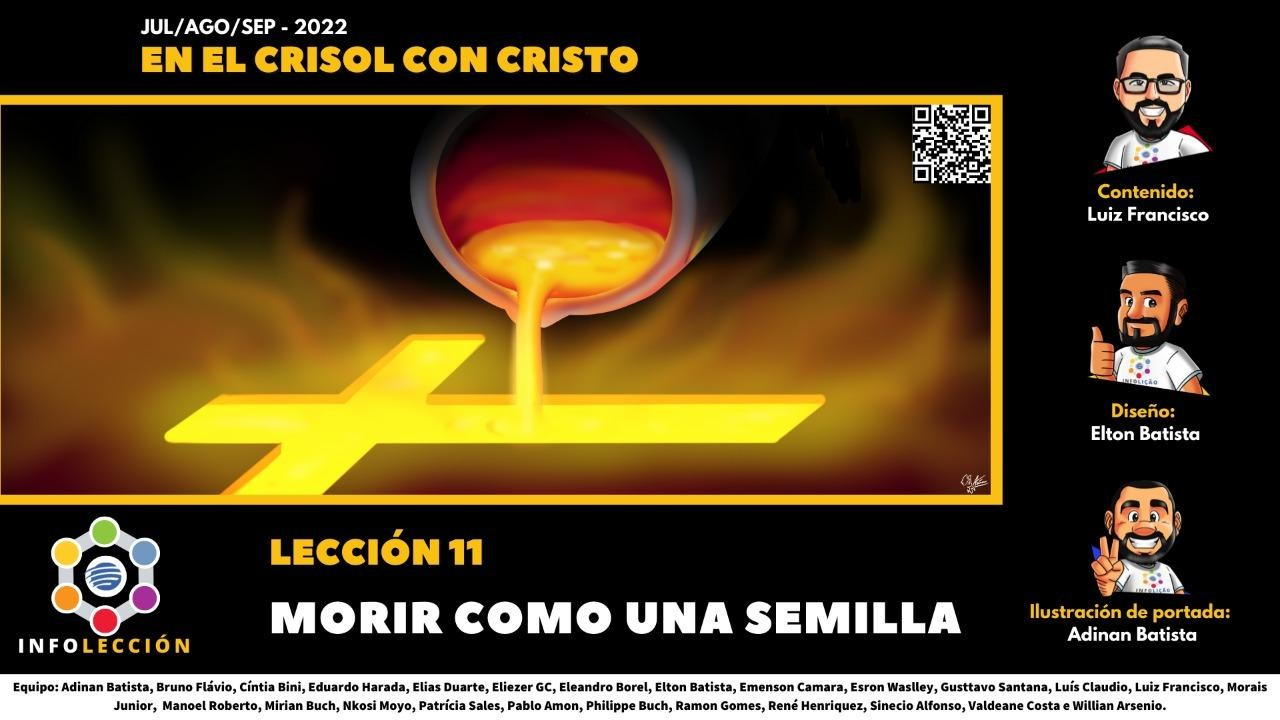 JUL/AGO/SEP - 2022
EN EL CRISOL CON CRISTO
Contenido:
Luiz Francisco
INFOLIÇÃO
Diseño:
Elton Batista
Ilustración de portada:
Adinan Batista
INFOLECCIÓN
LECCIÓN 11
MORIR COMO UNA SEMILLA
Equipo: Adinan Batista, Bruno Flávio, Cíntia Bini, Eduardo Harada, Elias Duarte, Eliezer GC, Eleandro Borel, Elton Batista, Emenson Camara, Esron Waslley, Gusttavo Santana, Luís Claudio, Luiz Francisco, Morais
Junior, Manoel Roberto, Mirian Buch, Nkosi Moyo, Patrícia Sales, Pablo Amon, Philippe Buch, Ramon Gomes, René Henriquez, Sinecio Alfonso, Valdeane Costa e Willian Arsenio.